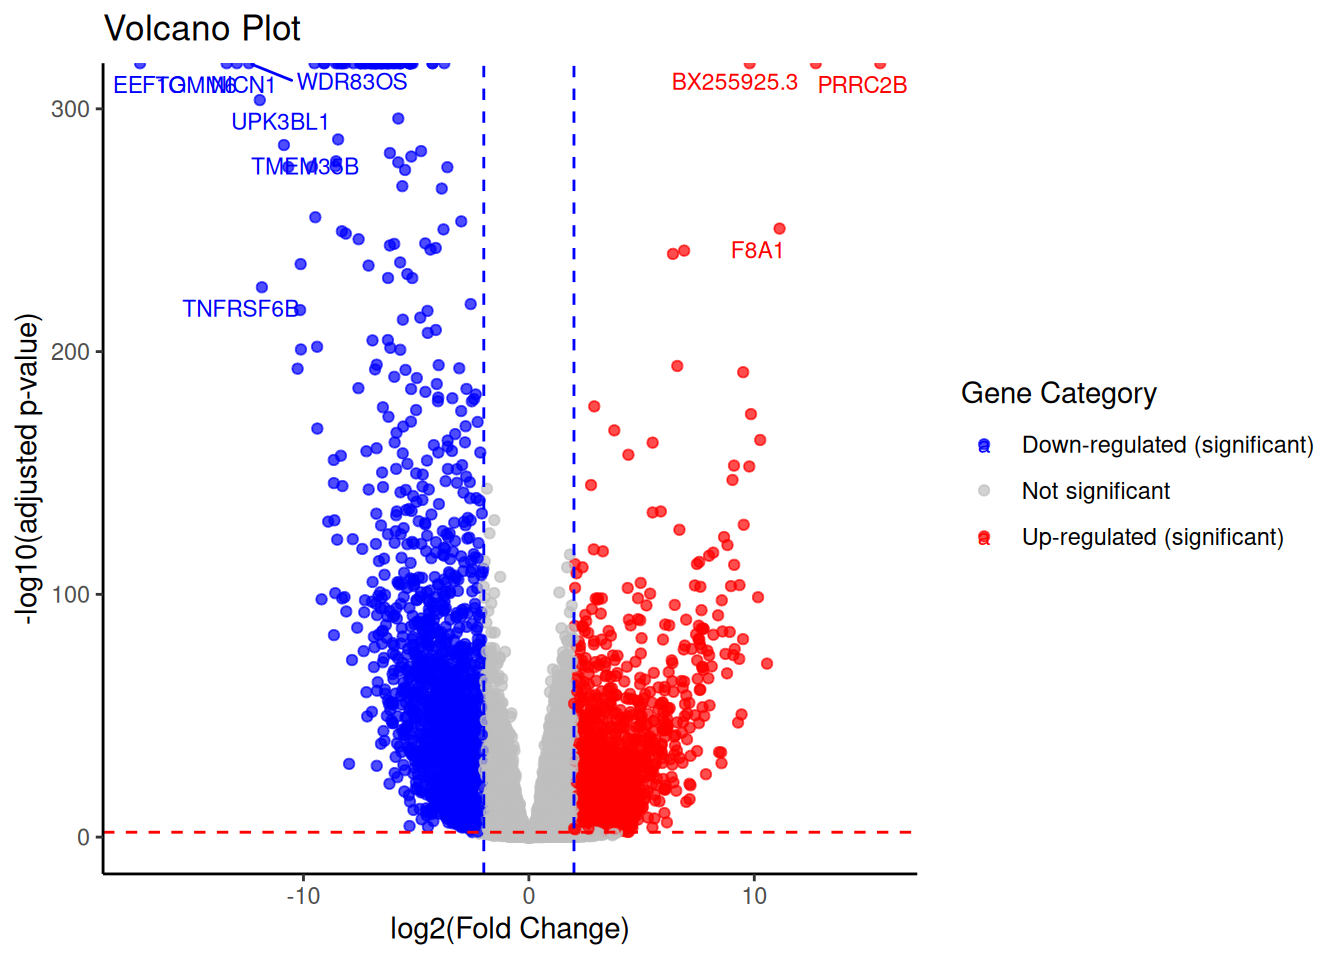 Volcano Plot
WDR83OS
BX255925.3
PRRC2B
300
UPK3BL1
F8A1
TNFRSF6B
200
100
0
-10 0 10
log2(Fold Change)
-log10(adjusted p-value)
Gene Category
Down-regulated (significant)
Not significant
Up-regulated (significant)